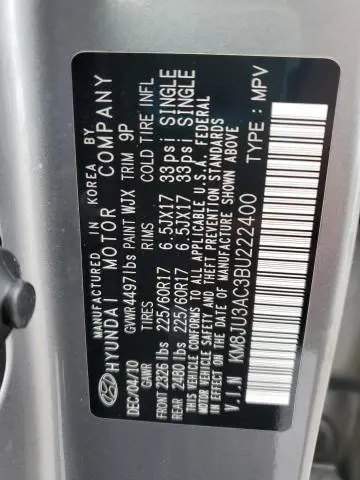 MANUFACTURED IN KOREA BY
HYUNDAI MOTOR COMPANY
DEC/04/10 GVWR 4497 lbs PAINT WJX TRIM 9P
GAWR TIRES RIMS COLD TIRE INFL
FRONT 2326 lbs 225/60R17 6.5JX17 33psi SINGLE
REAR 2480 lbs 225/60R17 6.5JX17 33psi SINGLE
THIS VEHICLE CONFORMS TO ALL APPLICABLE U.S.A. FEDERAL
MOTOR VEHICLE SAFETY AND THEFT PREVENTION STANDARDS
IN EFFECT ON THE DATE OF MANUFACTURE SHOWN ABOVE
V.I.N KM8JU3AC3BU222400 TYPE: MPV